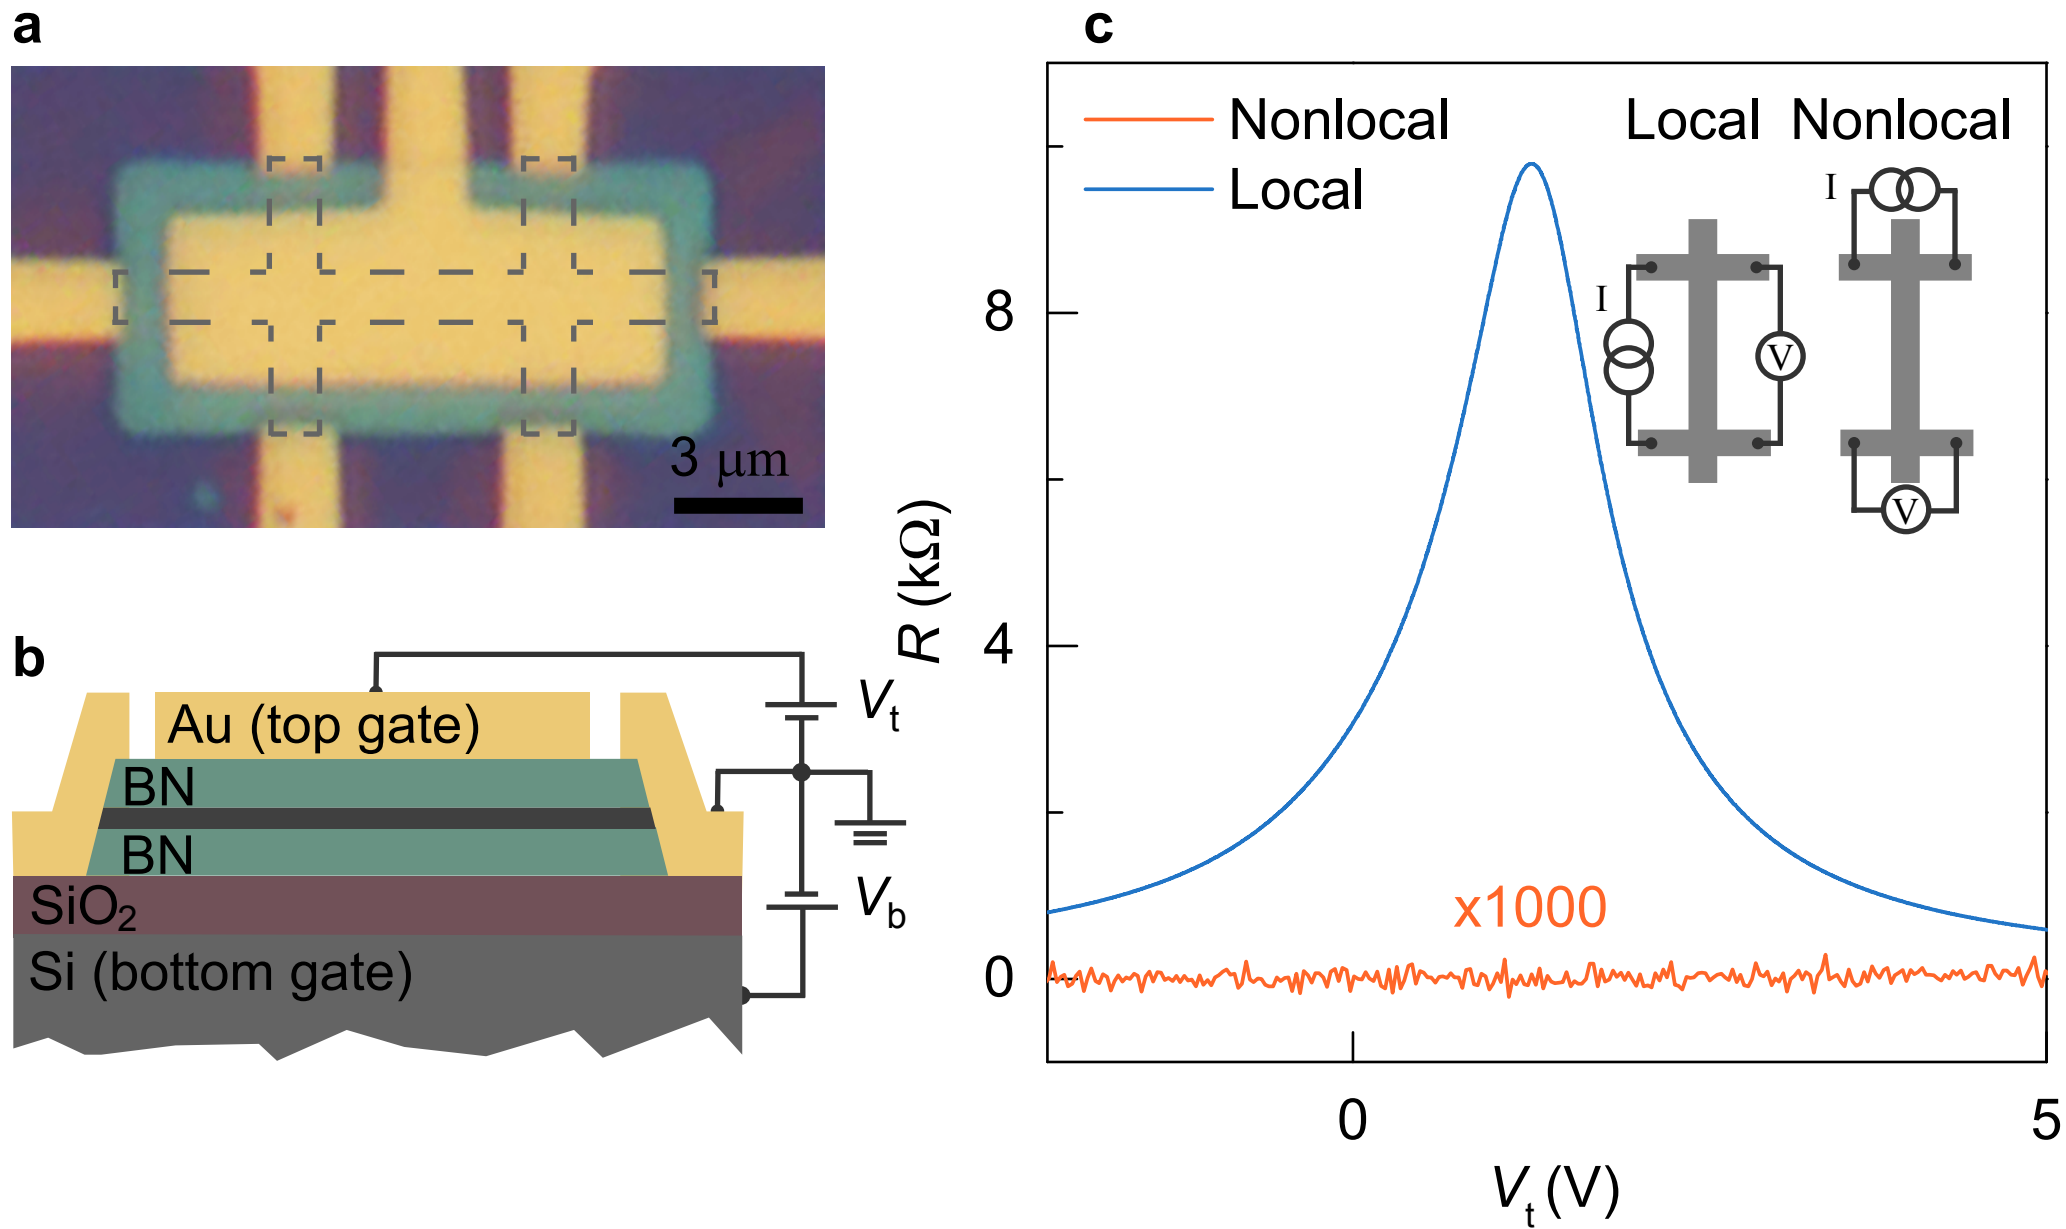 a
3 μm
b
Au (top gate)
BN
BN
SiO₂
Si (bottom gate)
Vt
Vb
c
Nonlocal
Local
Local Nonlocal
I
V
I
V
x1000
8
4
0
R (kΩ)
0
5
Vt (V)